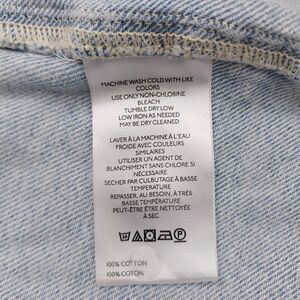 MACHINE WASH COLD WITH LIKE
COLORS
USE ONLY NON-CHLORINE
BLEACH
TUMBLE DRY LOW
LOW IRON AS NEEDED
MAY BE DRY CLEANED
LAVER À LA MACHINE À L'EAU
FROIDE AVEC COULEURS
SIMILAIRES
UTILISER UN AGENT DE
BLANCHIMENT SANS CHLORE SI
NÉCESSAIRE
SECHER PAR CULBUTAGE À BASSE
TEMPÉRATURE
REPASSER, AU BESOIN, À TRÈS
BASSE TEMPÉRATURE
PEUT-ÊTRE ÊTRE NETTOYÉE
À SEC
P
100% COTTON
100% COTON